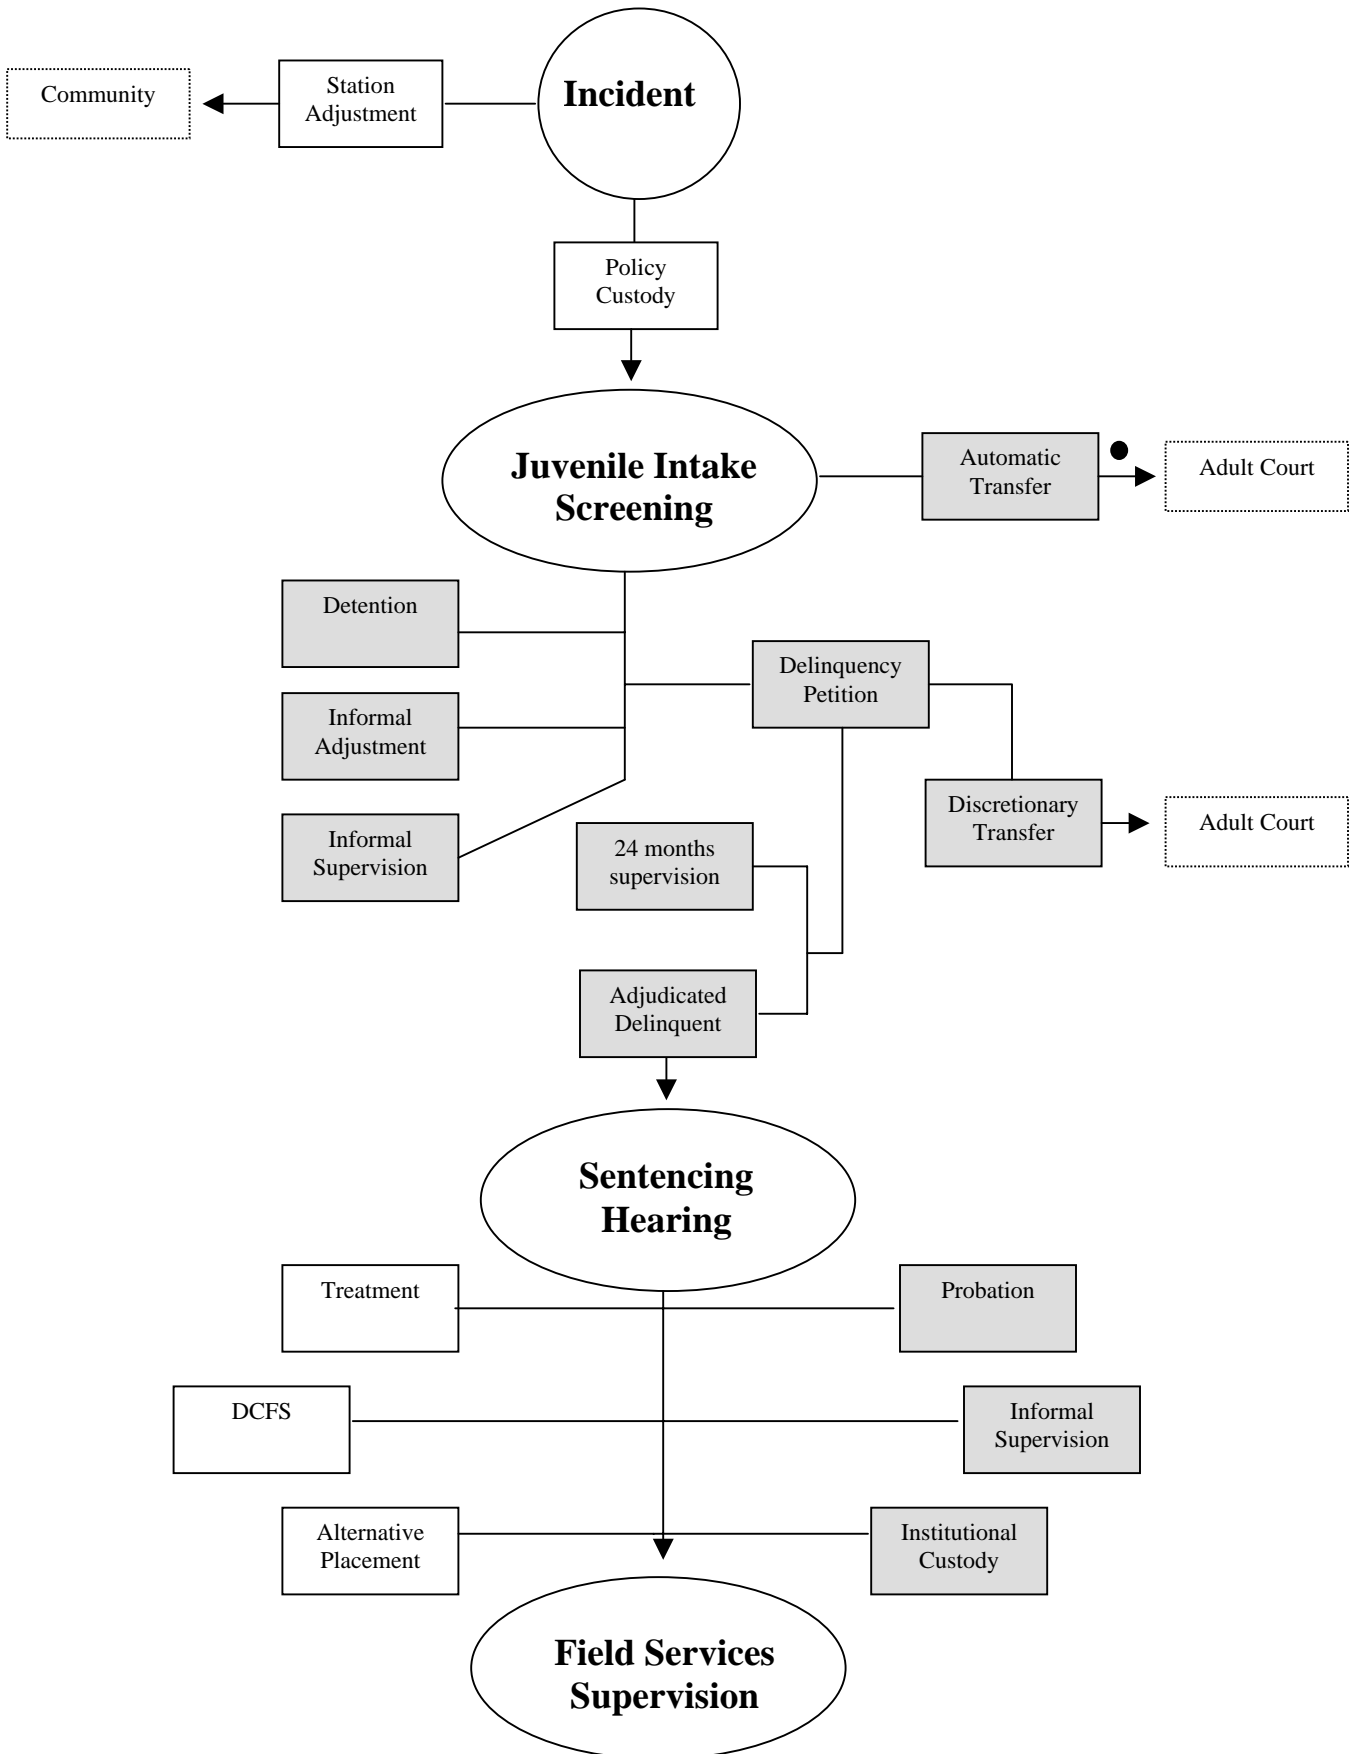 Incident
Community
Station
Adjustment
Policy
Custody
Juvenile Intake
Screening
Automatic
Transfer
Adult Court
Detention
Delinquency
Petition
Informal
Adjustment
Discretionary
Transfer
Adult Court
Informal
Supervision
24 months
supervision
Adjudicated
Delinquent
Sentencing
Hearing
Treatment
Probation
DCFS
Informal
Supervision
Alternative
Placement
Institutional
Custody
Field Services
Supervision